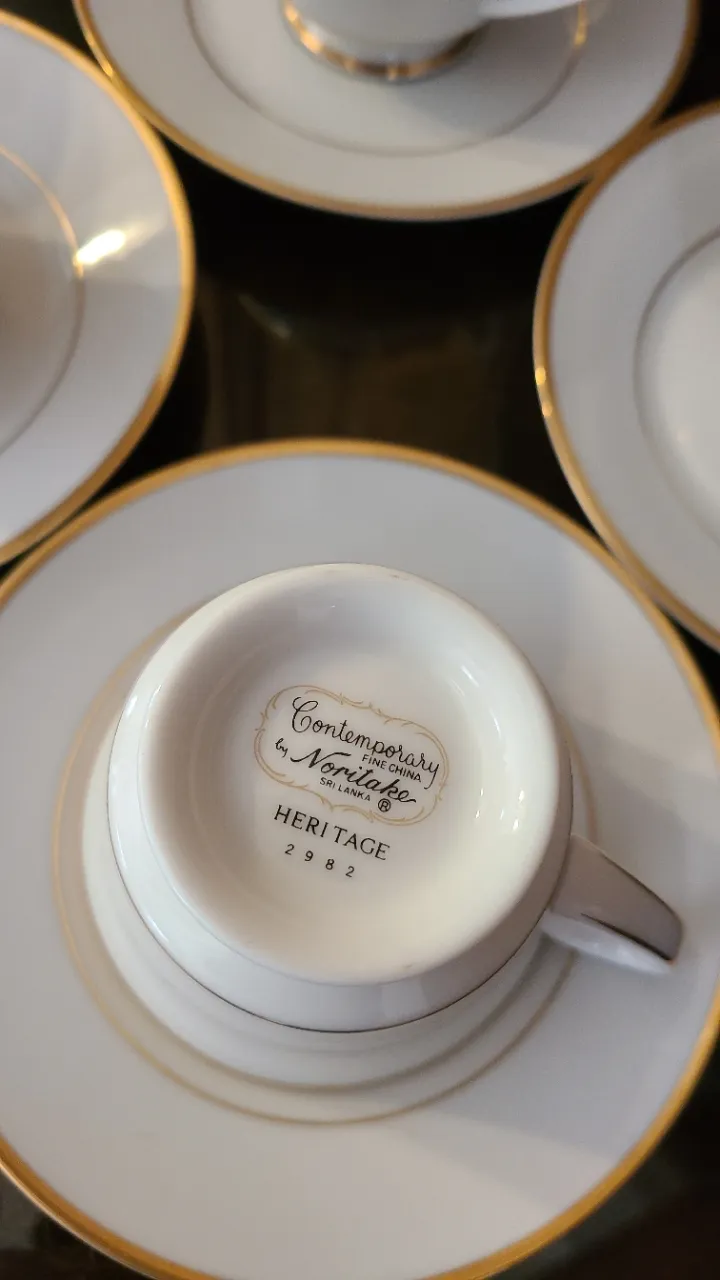 Contemporary
FINE CHINA
by Noritake
SRI LANKA ®
HERITAGE
2982